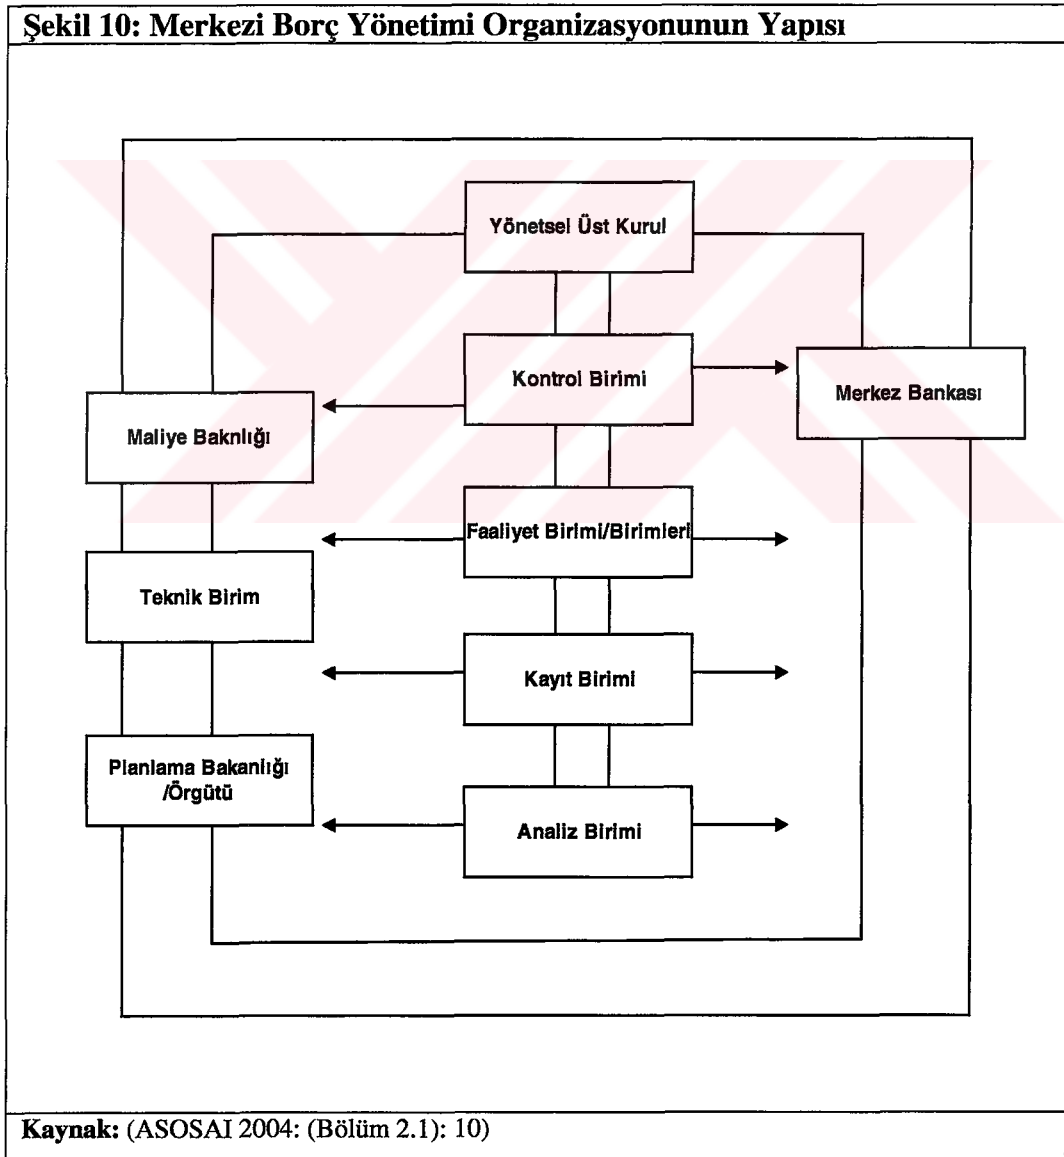 Şekil 10: Merkezi Borç Yönetimi Organizasyonunun Yapısı
Yönetsel Üst Kurul
Kontrol Birimi
Merkez Bankası
Maliye Baknlığı
Faaliyet Birimi/Birimleri
Teknik Birim
Kayıt Birimi
Planlama Bakanlığı
/Örgütü
Analiz Birimi
Kaynak: (ASOSAI 2004: (Bölüm 2.1): 10)